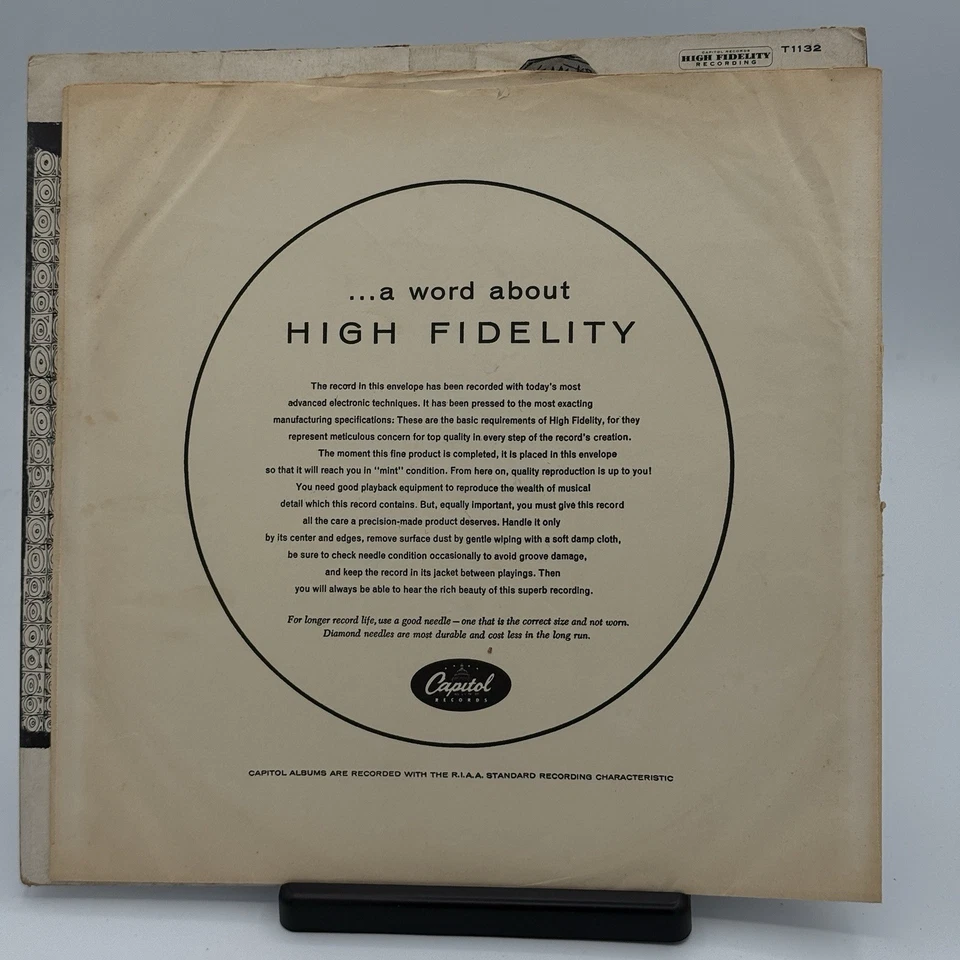 CAPITOL RECORDS
HIGH FIDELITY
RECORDING
T1132
...a word about
HIGH FIDELITY
The record in this envelope has been recorded with today's most
advanced electronic techniques. It has been pressed to the most exacting
manufacturing specifications: These are the basic requirements of High Fidelity, for they
represent meticulous concern for top quality in every step of the record's creation.
The moment this fine product is completed, it is placed in this envelope
so that it will reach you in "mint" condition. From here on, quality reproduction is up to you!
You need good playback equipment to reproduce the wealth of musical
detail which this record contains. But, equally important, you must give this record
all the care a precision-made product deserves. Handle it only
by its center and edges, remove surface dust by gentle wiping with a soft damp cloth,
be sure to check needle condition occasionally to avoid groove damage,
and keep the record in its jacket between playings. Then
you will always be able to hear the rich beauty of this superb recording.
For longer record life, use a good needle — one that is the correct size and not worn.
Diamond needles are most durable and cost less in the long run.
Capitol
RECORDS
CAPITOL ALBUMS ARE RECORDED WITH THE R.I.A.A. STANDARD RECORDING CHARACTERISTIC